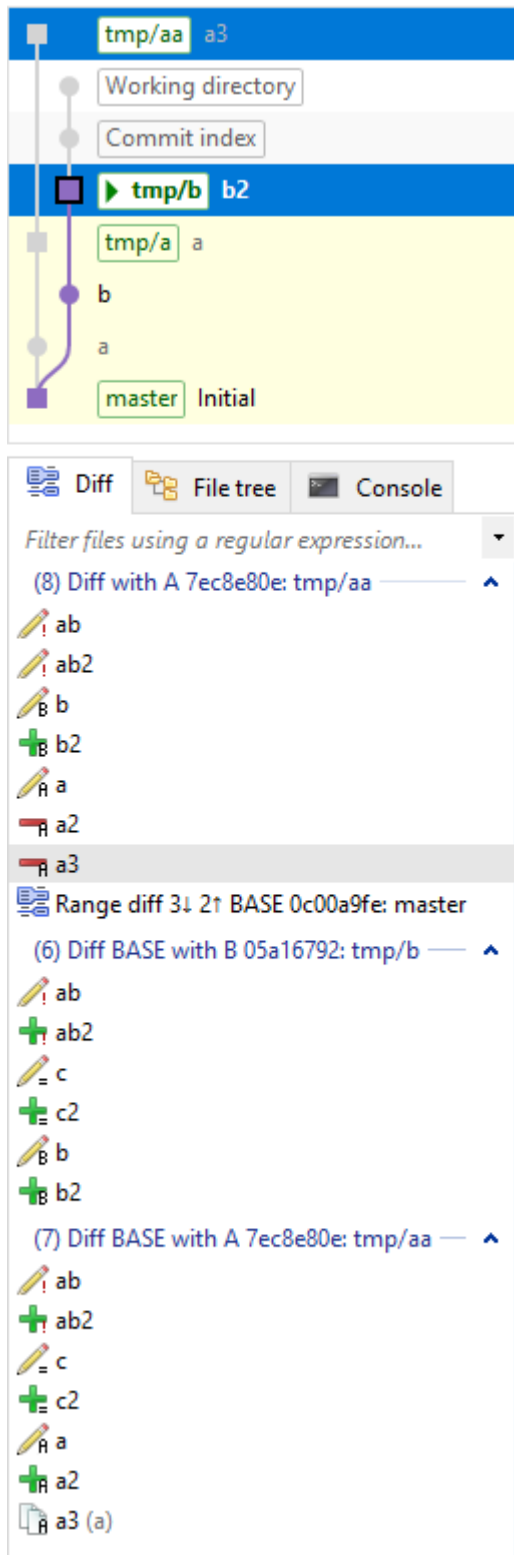 tmp/aa a3
Working directory
Commit index
tmp/b b2
tmp/a a
b
a
master Initial
Diff File tree Console
Filter files using a regular expression...
(8) Diff with A 7ec8e80e: tmp/aa
! ab
! ab2
B b
B b2
A a
A a2
A a3
Range diff 3↓ 2↑ BASE 0c00a9fe: master
(6) Diff BASE with B 05a16792: tmp/b
! ab
! ab2
= c
= c2
B b
B b2
(7) Diff BASE with A 7ec8e80e: tmp/aa
! ab
! ab2
= c
= c2
A a
A a2
A a3 (a)